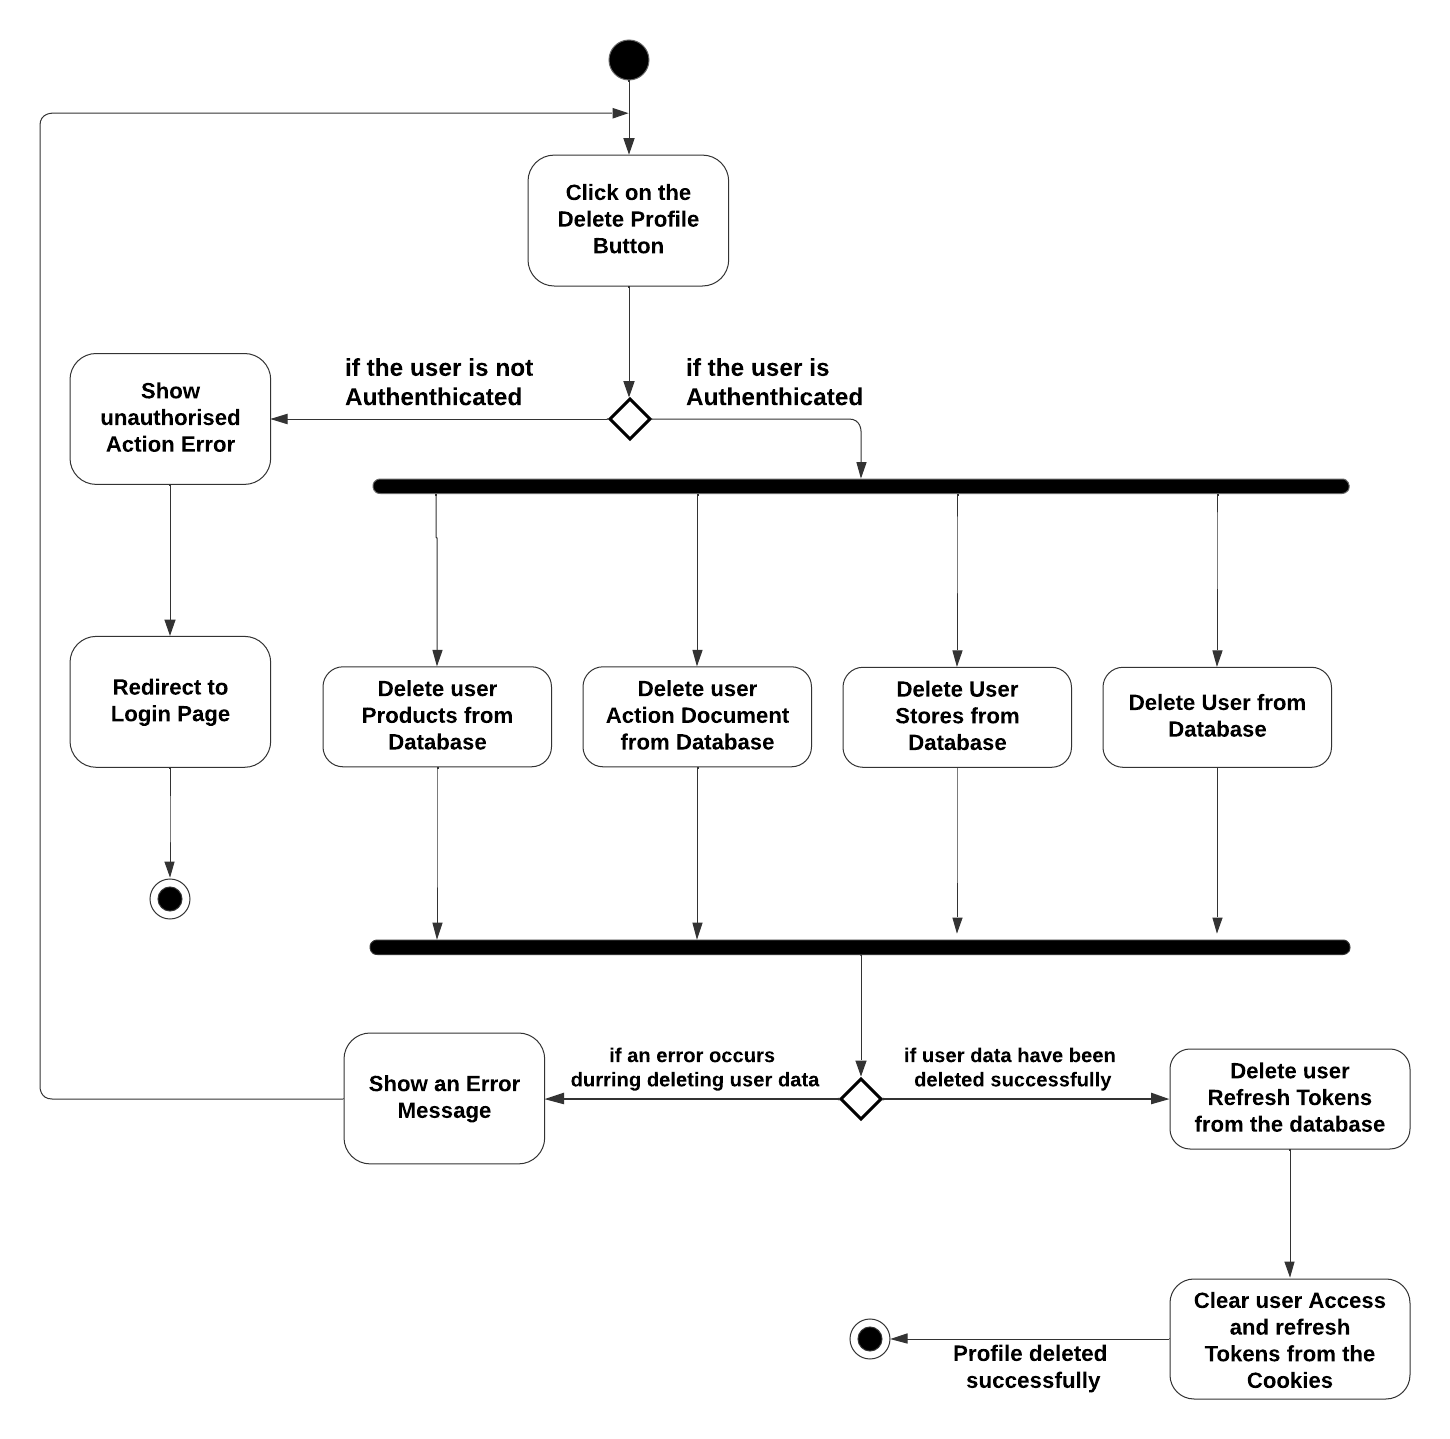 Click on the
Delete Profile
Button
if the user is not
Authenthicated
if the user is
Authenthicated
Show
unauthorised
Action Error
Redirect to
Login Page
Delete user
Products from
Database
Delete user
Action Document
from Database
Delete User
Stores from
Database
Delete User from
Database
Show an Error
Message
if an error occurs
durring deleting user data
if user data have been
deleted successfully
Delete user
Refresh Tokens
from the database
Clear user Access
and refresh
Tokens from the
Cookies
Profile deleted
successfully